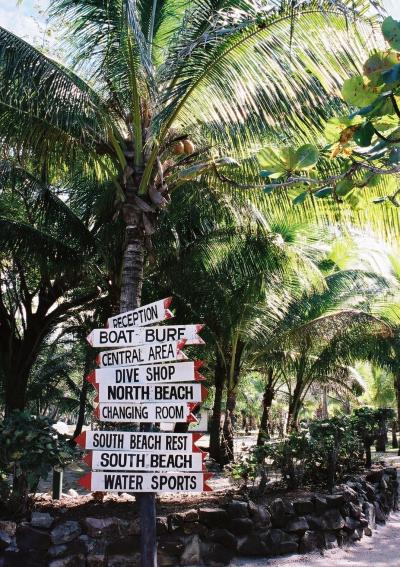 RECEPTION
BOAT BURF
CENTRAL AREA
DIVE SHOP
NORTH BEACH
CHANGING ROOM
SOUTH BEACH REST
SOUTH BEACH
WATER SPORTS